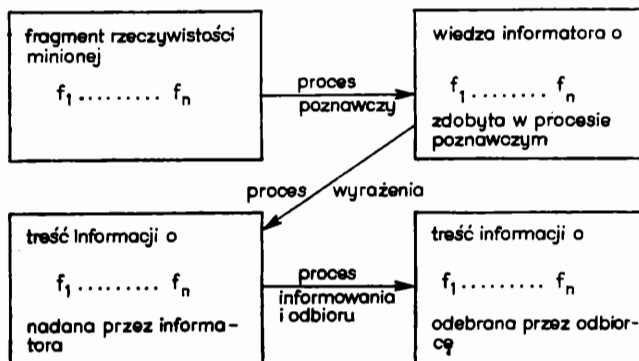 fragment rzeczywistości
minionej
f₁ ......... fₙ
proces
poznawczy
wiedza informatora o
f₁ ........ fₙ
zdobyta w procesie
poznawczym
proces wyrażenia
treść informacji o
f₁ ......... fₙ
nadana przez informa-
tora
proces
informowania
i odbioru
treść informacji o
f₁ ........ fₙ
odebrana przez odbior-
cę